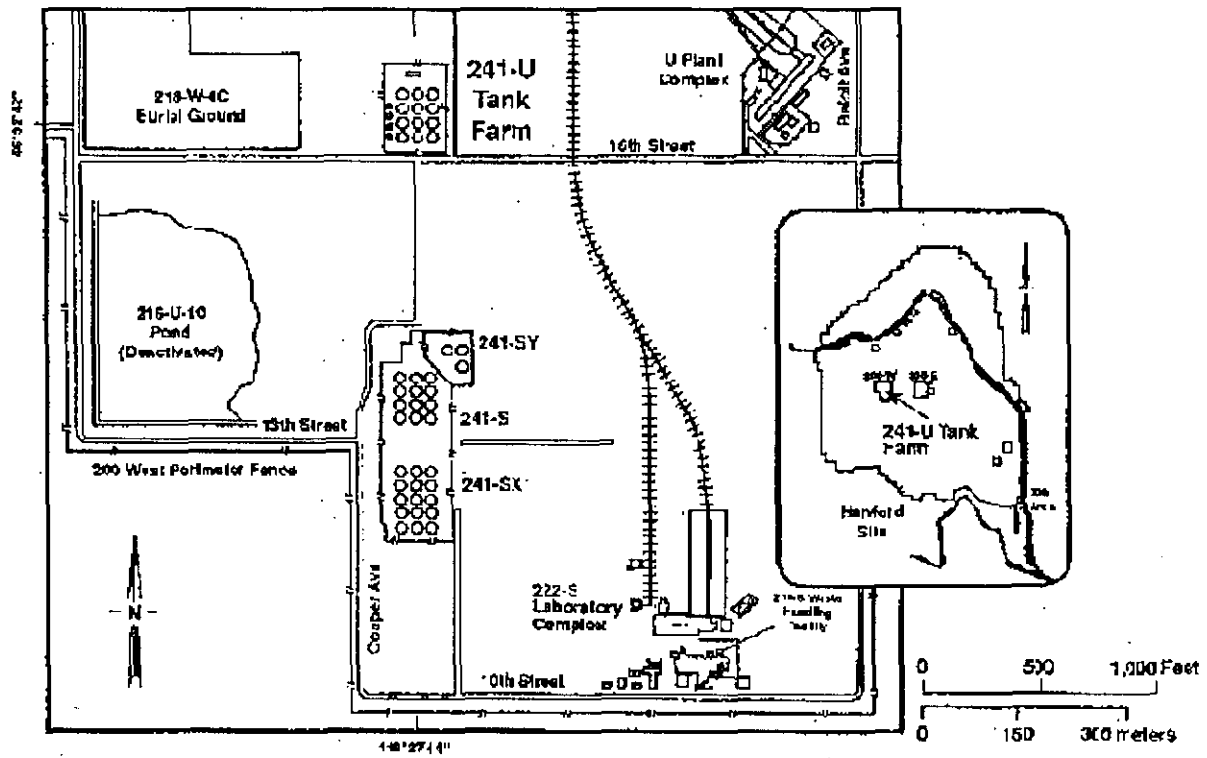 241-U
Tank
Farm
U Plant
Complex
Burial Ground
16th Street
216-U-10
Pond
(Deactivated)
241-SY
241-S
13th Street
200 West Perimeter Fence
241-SX
Cooper Ave
N
222-S
Laboratory
Complex
10th Street
241-U Tank
Farm
Hanford
Site
0 500 1,000 Feet
0 150 300 meters